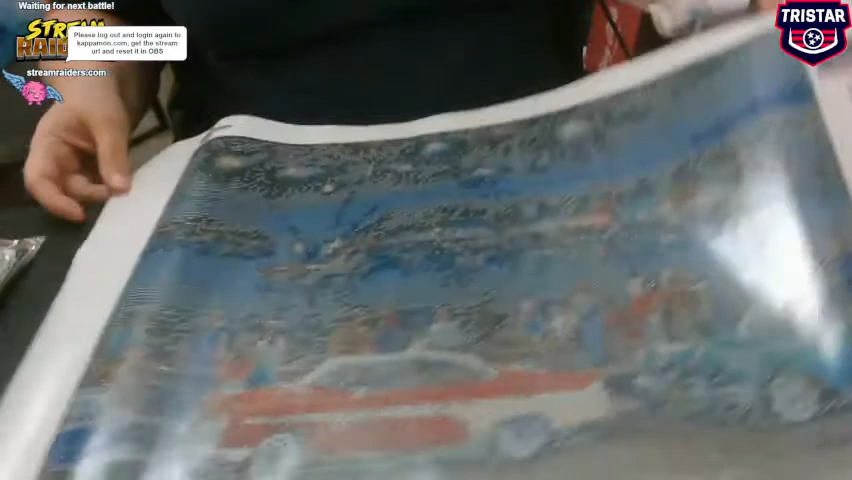 Waiting for next battle!
STREAM
RAIDERS
Please log out and login again to
kappamon.com, get the stream
url and reset it in OBS
streamraiders.com
TRISTAR